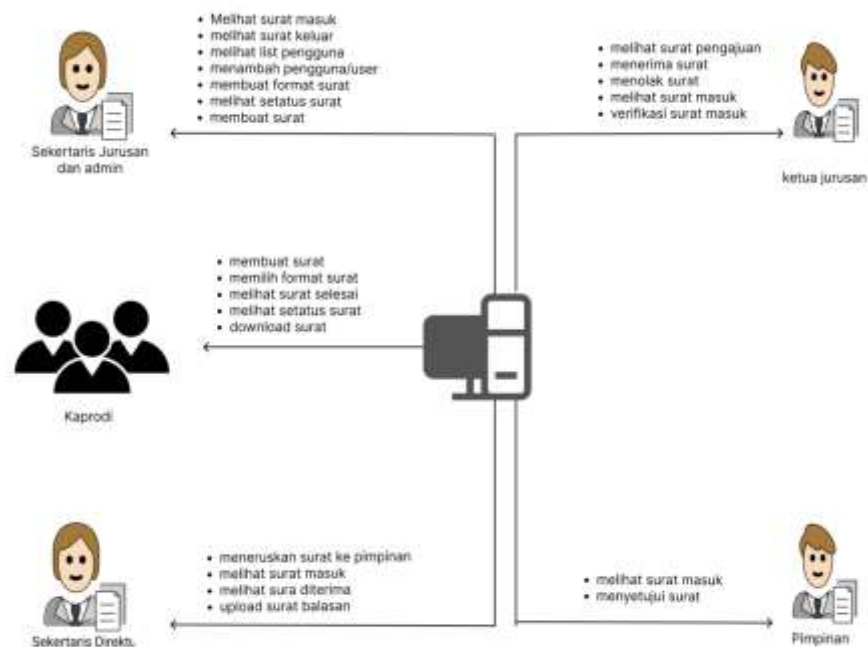 • Melihat surat masuk
• melihat surat keluar
• melihat list pengguna
• menambah pengguna/user
• membuat format surat
• melihat setatus surat
• membuat surat
Sekertaris Jurusan
dan admin
• melihat surat pengajuan
• menerima surat
• menolak surat
• melihat surat masuk
• verifikasi surat masuk
ketua jurusan
• membuat surat
• memilih format surat
• melihat surat selesai
• melihat setatus surat
• download surat
Kaprodi
• meneruskan surat ke pimpinan
• melihat surat masuk
• melihat sura diterima
• upload surat balasan
Sekertaris
• melihat surat masuk
• menyetujui surat
Pimpinan